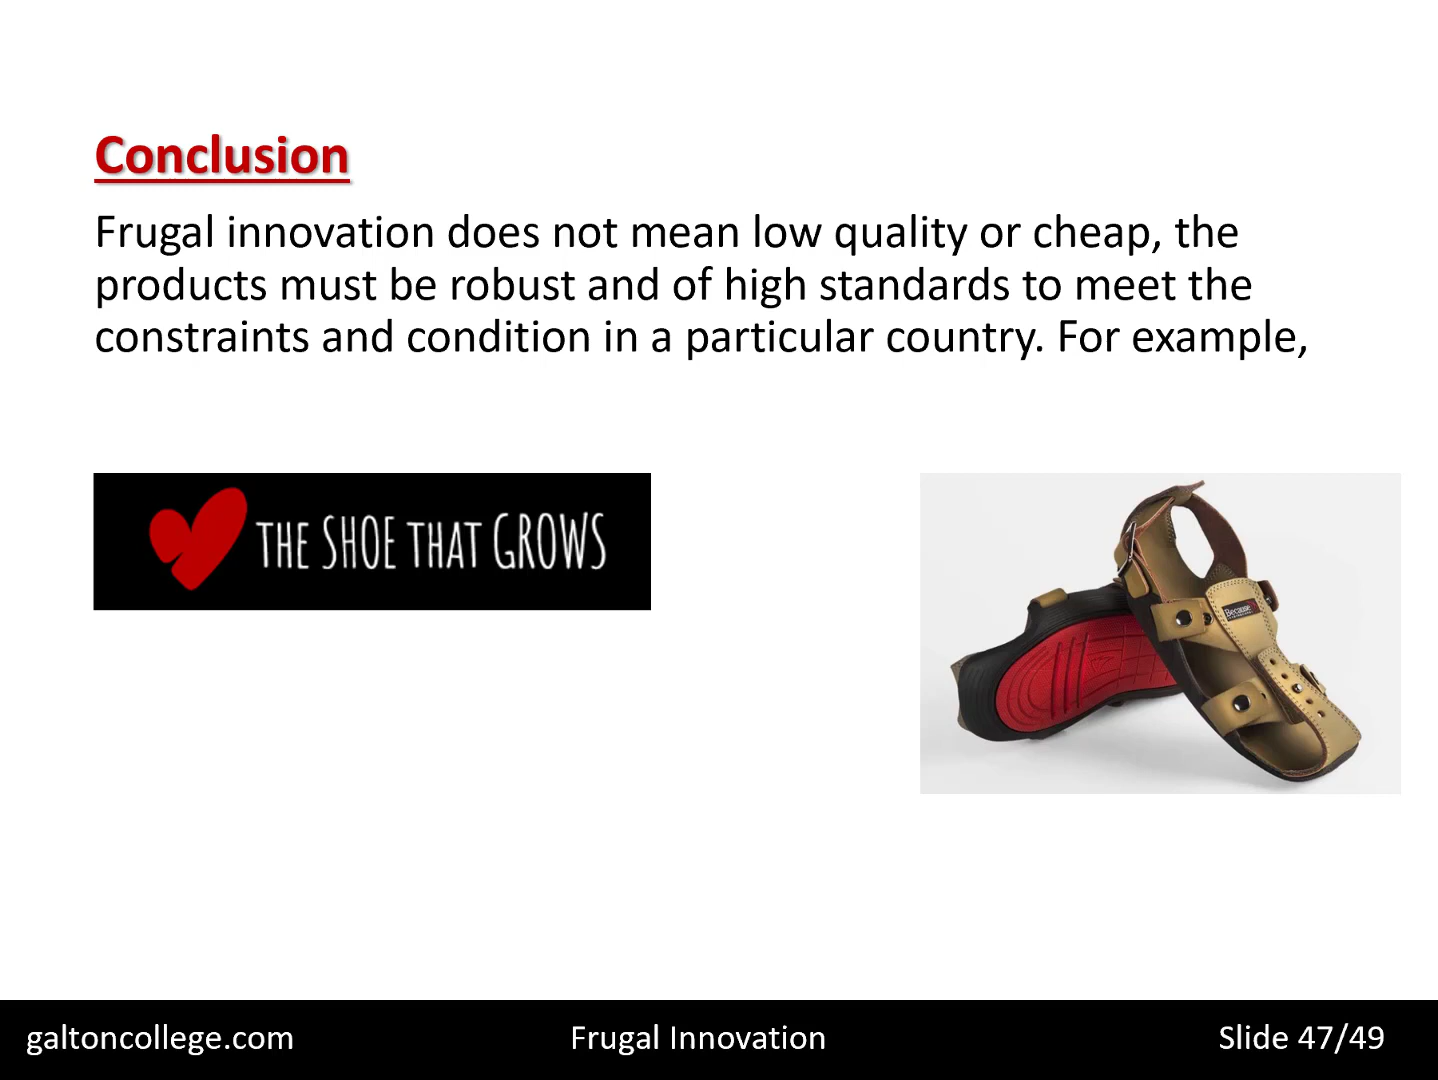 Conclusion
Frugal innovation does not mean low quality or cheap, the
products must be robust and of high standards to meet the
constraints and condition in a particular country. For example,
THE SHOE THAT GROWS
Because
galtoncollege.com
Frugal Innovation
Slide 47/49